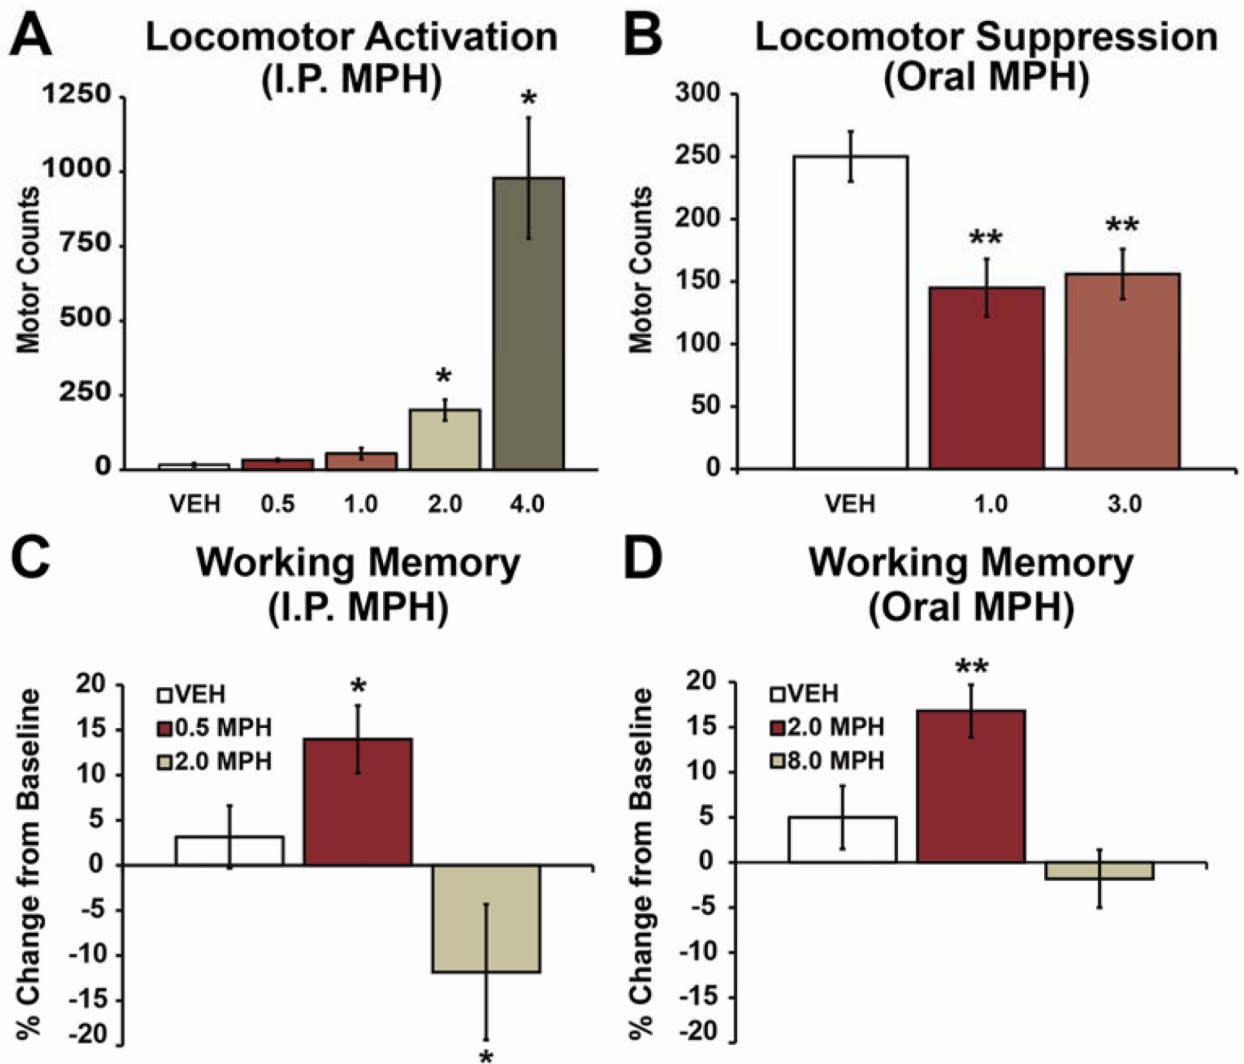 A
Locomotor Activation
(I.P. MPH)
Motor Counts
1250
1000
750
500
250
0
*
*
VEH 0.5 1.0 2.0 4.0
B
Locomotor Suppression
(Oral MPH)
Motor Counts
300
250
200
150
100
50
0
** **
VEH 1.0 3.0
C
Working Memory
(I.P. MPH)
% Change from Baseline
20
15
10
5
0
-5
-10
-15
-20
VEH
0.5 MPH
2.0 MPH
*
*
D
Working Memory
(Oral MPH)
% Change from Baseline
20
15
10
5
0
-5
-10
-15
-20
VEH
2.0 MPH
8.0 MPH
**